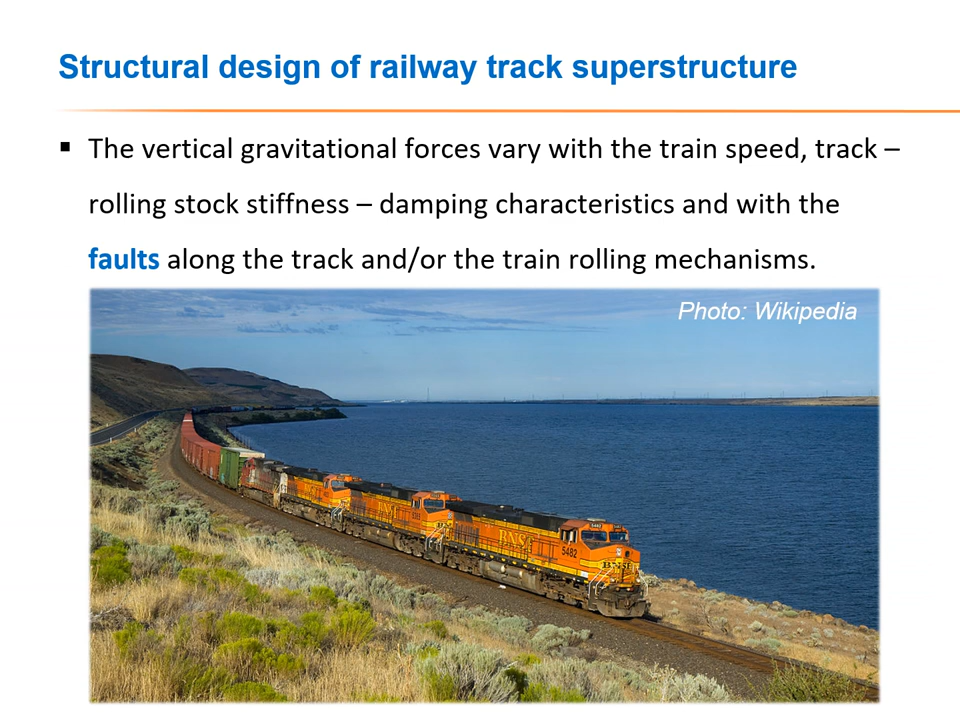 Structural design of railway track superstructure
▪ The vertical gravitational forces vary with the train speed, track –
rolling stock stiffness – damping characteristics and with the
faults along the track and/or the train rolling mechanisms.
Photo: Wikipedia
BNSF
5482
BNSF